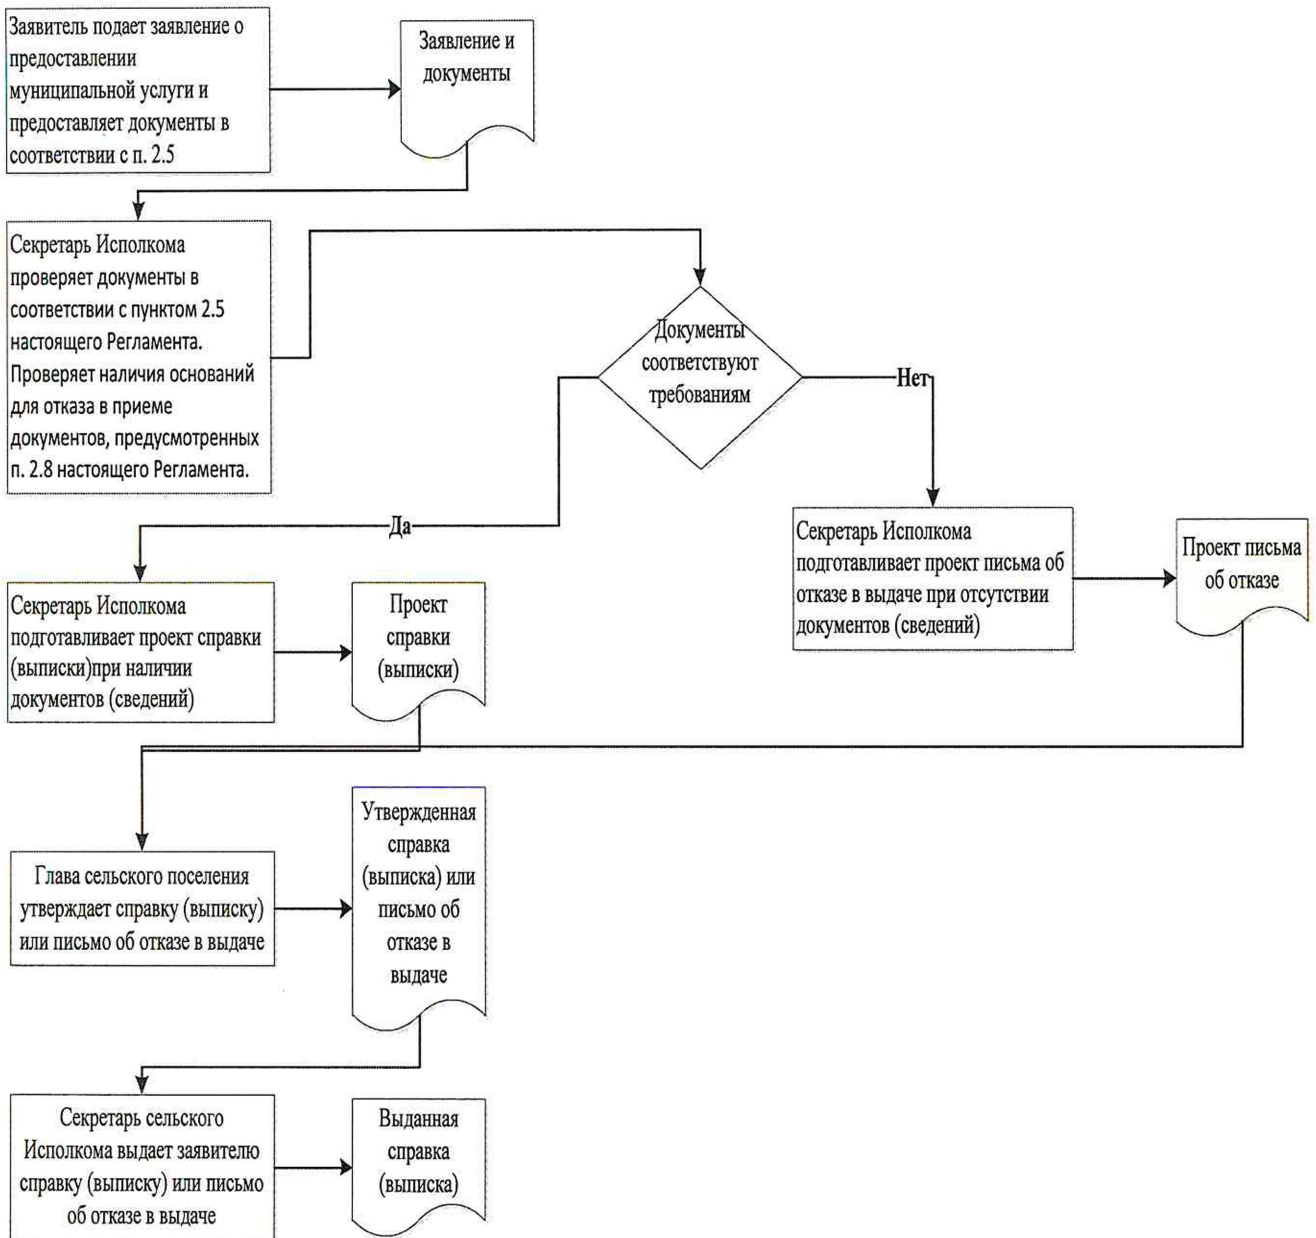 Заявитель подает заявление о
предоставлении
муниципальной услуги и
предоставляет документы в
соответствии с п. 2.5
Заявление и
документы
Секретарь Исполкома
проверяет документы в
соответствии с пунктом 2.5
настоящего Регламента.
Проверяет наличия оснований
для отказа в приеме
документов, предусмотренных
п. 2.8 настоящего Регламента.
Документы
соответствуют
требованиям
Нет
Да
Секретарь Исполкома
подготавливает проект письма об
отказе в выдаче при отсутствии
документов (сведений)
Проект письма
об отказе
Секретарь Исполкома
подготавливает проект справки
(выписки)при наличии
документов (сведений)
Проект
справки
(выписки)
Глава сельского поселения
утверждает справку (выписку)
или письмо об отказе в выдаче
Утвержденная
справка
(выписка) или
письмо об
отказе в
выдаче
Секретарь сельского
Исполкома выдает заявителю
справку (выписку) или письмо
об отказе в выдаче
Выданная
справка
(выписка)